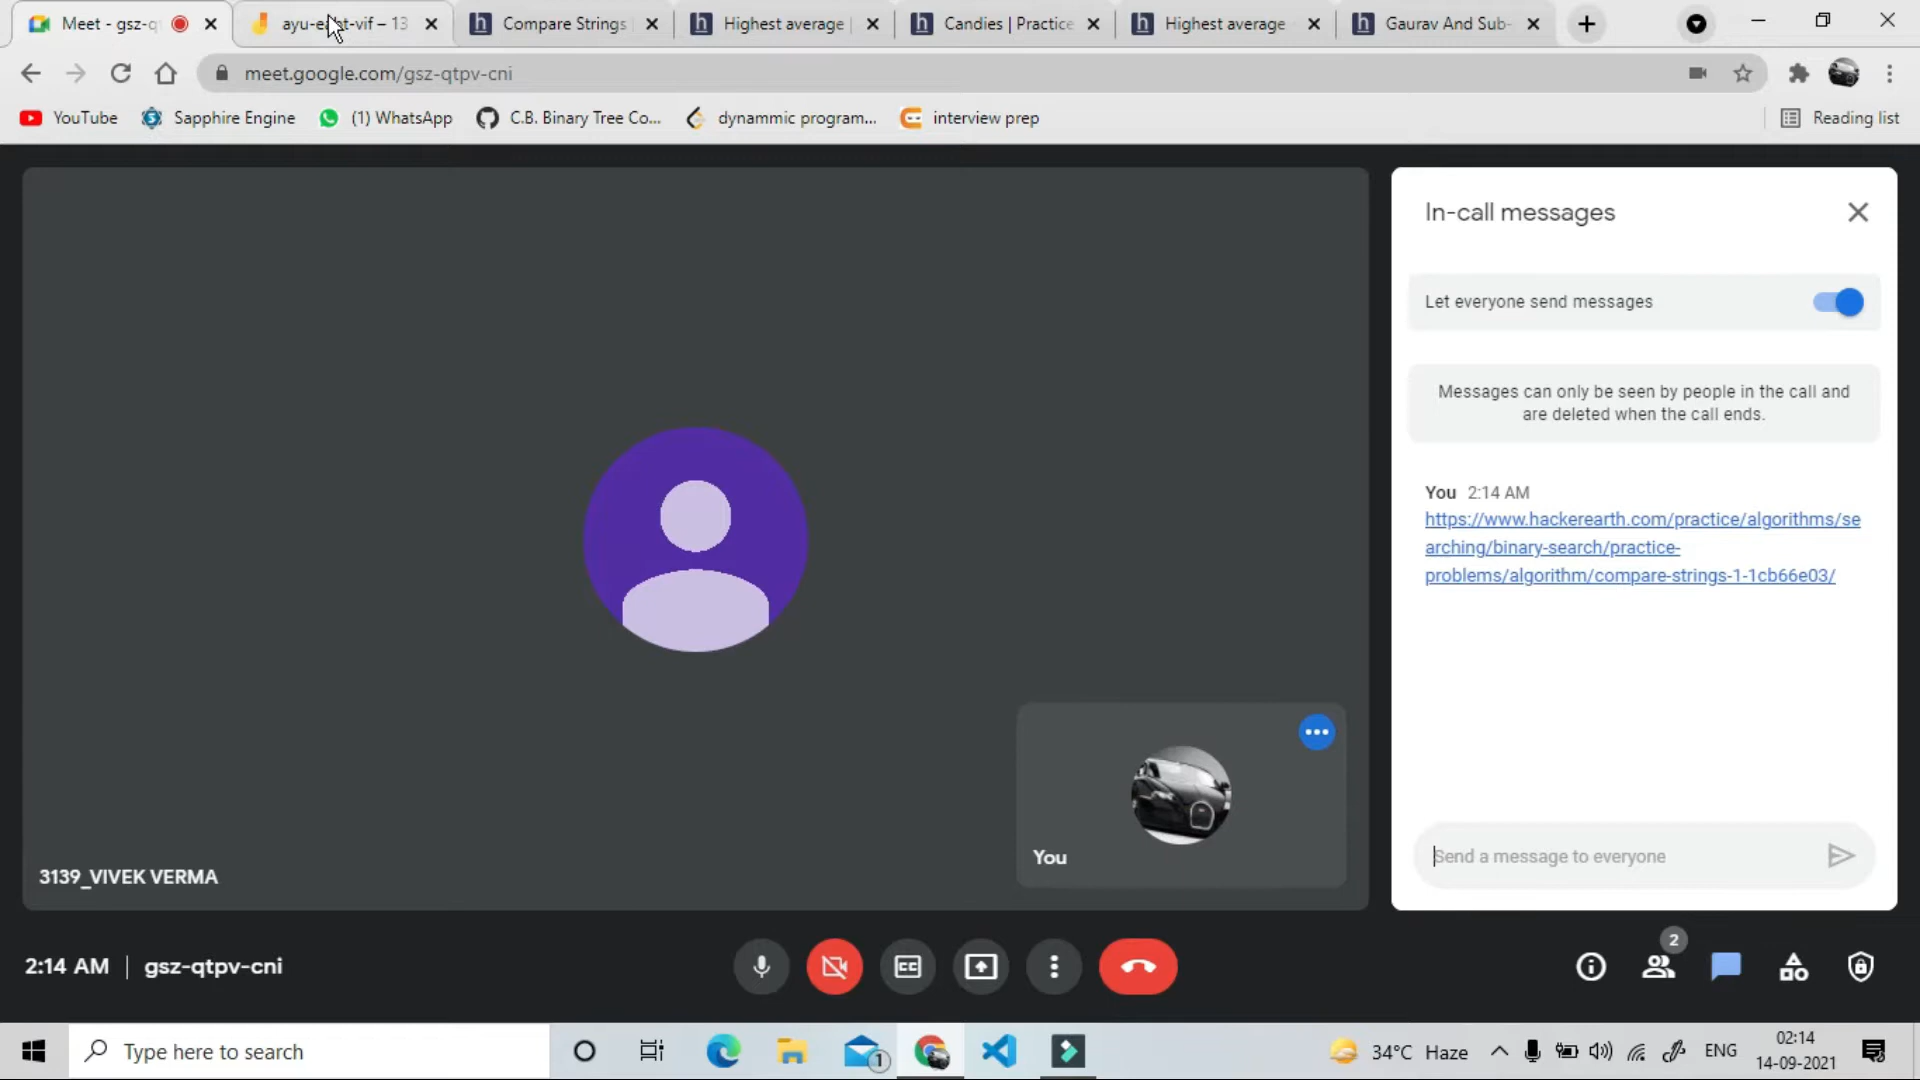 Meet - gsz-q
ayu-e
t-vif – 13
Compare Strings
Highest average
Candies | Practice
Highest average
Gaurav And Sub-
meet.google.com/gsz-qtpv-cni
YouTube
Sapphire Engine
(1) WhatsApp
C.B. Binary Tree Co...
dynammic program...
interview prep
Reading list
In-call messages
Let everyone send messages
Messages can only be seen by people in the call and
are deleted when the call ends.
You 2:14 AM
https://www.hackerearth.com/practice/algorithms/se
arching/binary-search/practice-
problems/algorithm/compare-strings-1-1cb66e03/
You
3139_VIVEK VERMA
Send a message to everyone
2:14 AM | gsz-qtpv-cni
CC
2
Type here to search
1
34°C Haze
ENG
02:14
14-09-2021